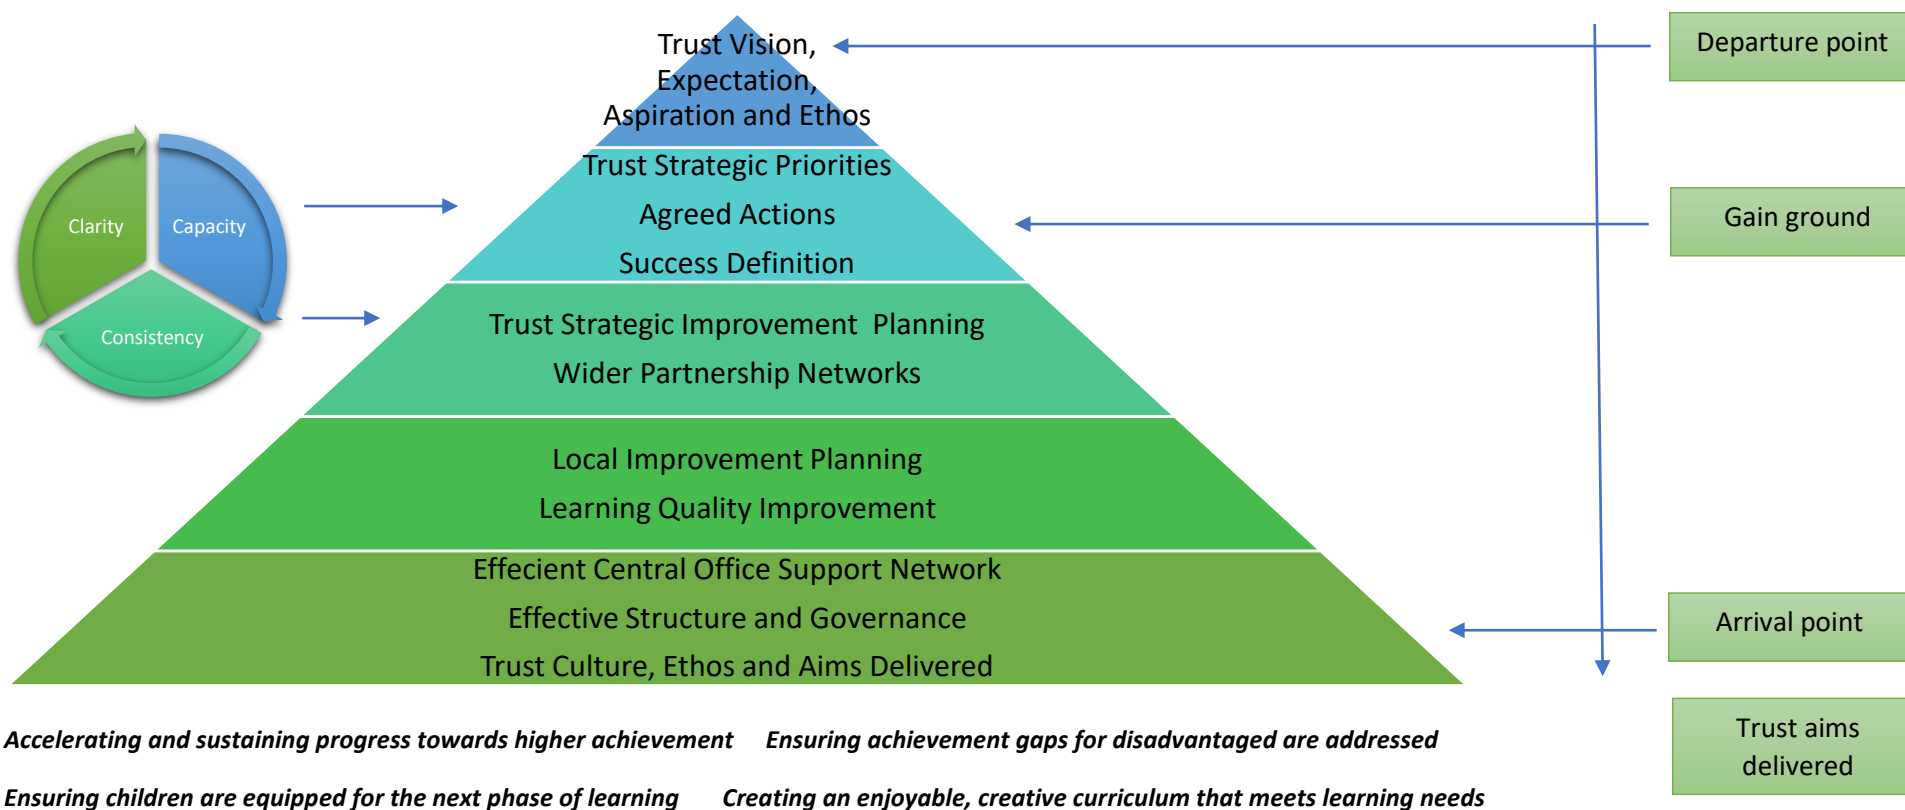 Trust Vision,
Expectation,
Aspiration and Ethos
Departure point
Trust Strategic Priorities
Agreed Actions
Success Definition
Gain ground
Clarity
Capacity
Consistency
Trust Strategic Improvement  Planning
Wider Partnership Networks
Local Improvement Planning
Learning Quality Improvement
Effecient Central Office Support Network
Effective Structure and Governance
Trust Culture, Ethos and Aims Delivered
Arrival point
Trust aims
delivered
Accelerating and sustaining progress towards higher achievement    Ensuring achievement gaps for disadvantaged are addressed
Ensuring children are equipped for the next phase of learning    Creating an enjoyable, creative curriculum that meets learning needs